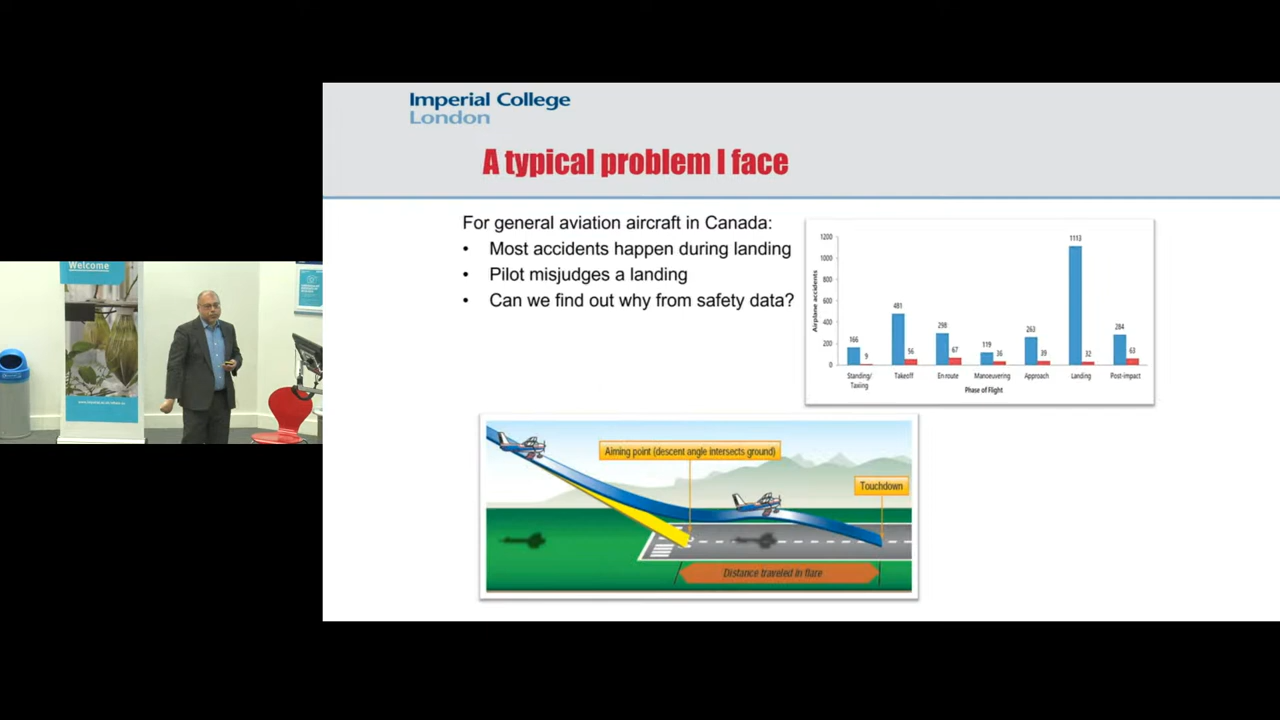 Imperial College
London
A typical problem I face
For general aviation aircraft in Canada:
• Most accidents happen during landing
• Pilot misjudges a landing
• Can we find out why from safety data?
Airplane accidents
1200
1000
800
600
400
200
0
166
9
481
56
298
67
119
36
263
39
1113
32
284
63
Standing/
Taxiing
Takeoff
En route
Manoeuvering
Approach
Landing
Post-impact
Phase of Flight
Welcome
Aiming point (descent angle intersects ground)
Touchdown
Distance traveled in flare